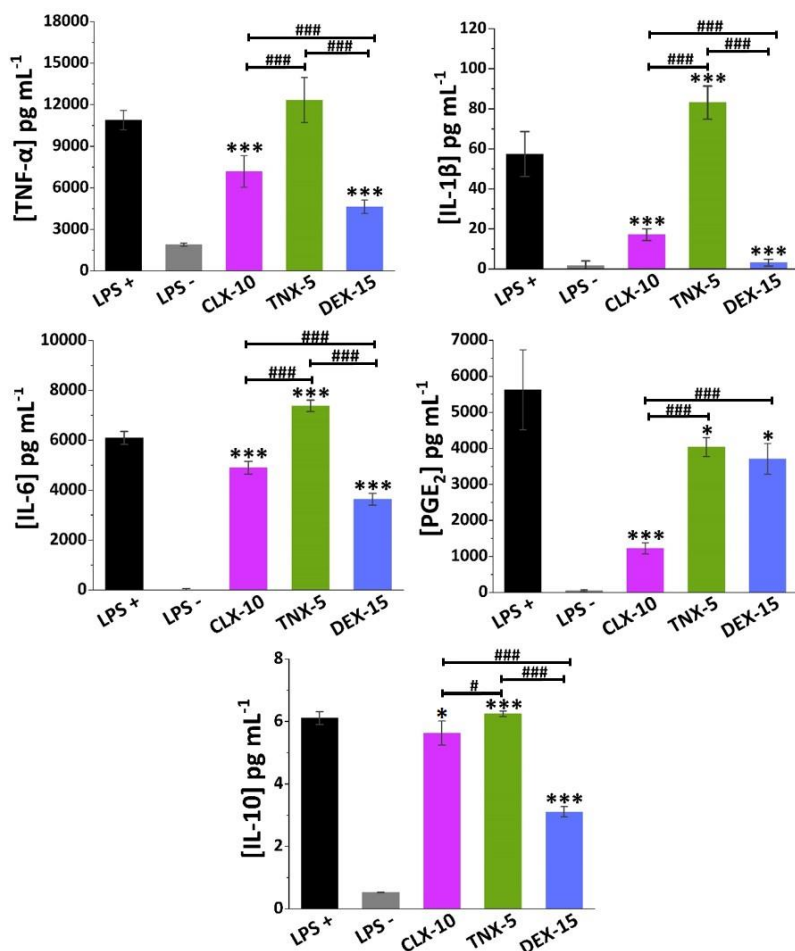 [TNF-α] pg mL⁻¹
18000
15000
12000
9000
6000
3000
0
###
###
###
***
***
LPS +
LPS -
CLX-10
TNX-5
DEX-15
[IL-1β] pg mL⁻¹
120
100
80
60
40
20
0
###
###
###
***
***
***
LPS +
LPS -
CLX-10
TNX-5
DEX-15
[IL-6] pg mL⁻¹
10000
8000
6000
4000
2000
0
###
###
###
***
***
***
LPS +
LPS -
CLX-10
TNX-5
DEX-15
[PGE₂] pg mL⁻¹
7000
6000
5000
4000
3000
2000
1000
0
###
###
***
*
*
LPS +
LPS -
CLX-10
TNX-5
DEX-15
[IL-10] pg mL⁻¹
8
6
4
2
0
###
#
###
*
***
***
LPS +
LPS -
CLX-10
TNX-5
DEX-15